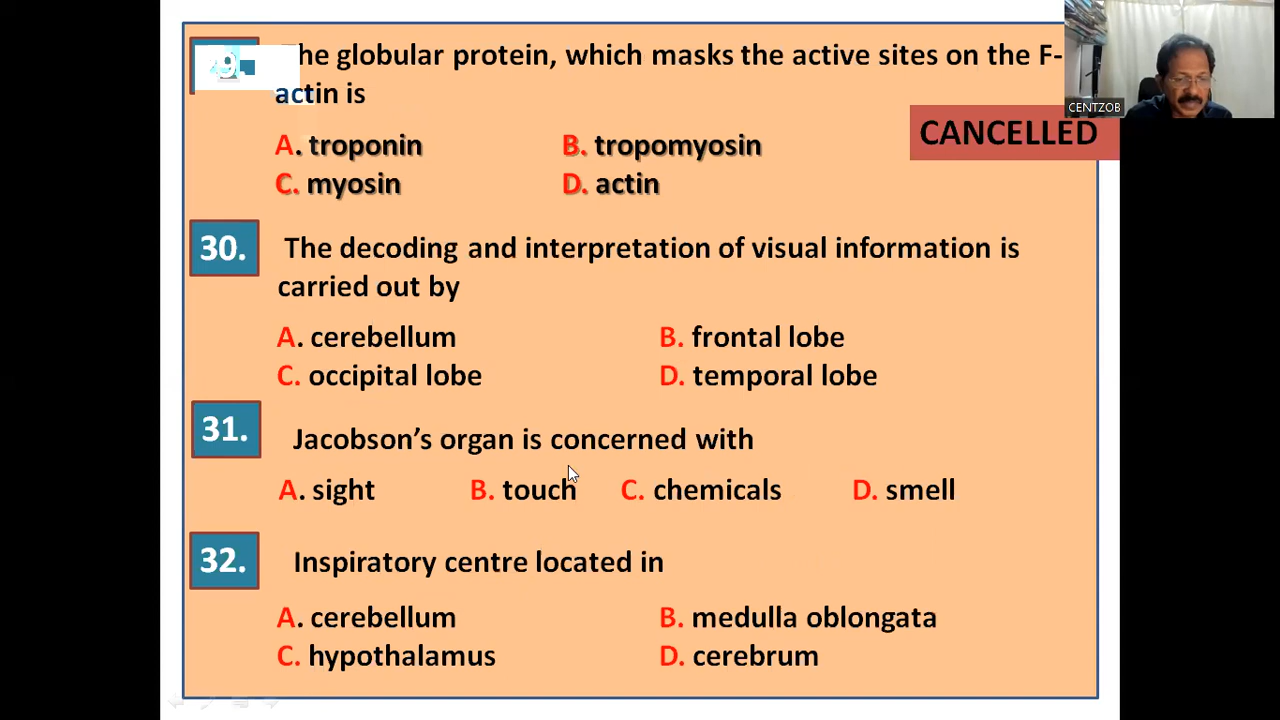 29
The globular protein, which masks the active sites on the F-
actin is
CENTZOB
CANCELLED
A. troponin B. tropomyosin
C. myosin D. actin
30. The decoding and interpretation of visual information is
carried out by
A. cerebellum B. frontal lobe
C. occipital lobe D. temporal lobe
31. Jacobson's organ is concerned with
A. sight B. touch C. chemicals D. smell
32. Inspiratory centre located in
A. cerebellum B. medulla oblongata
C. hypothalamus D. cerebrum